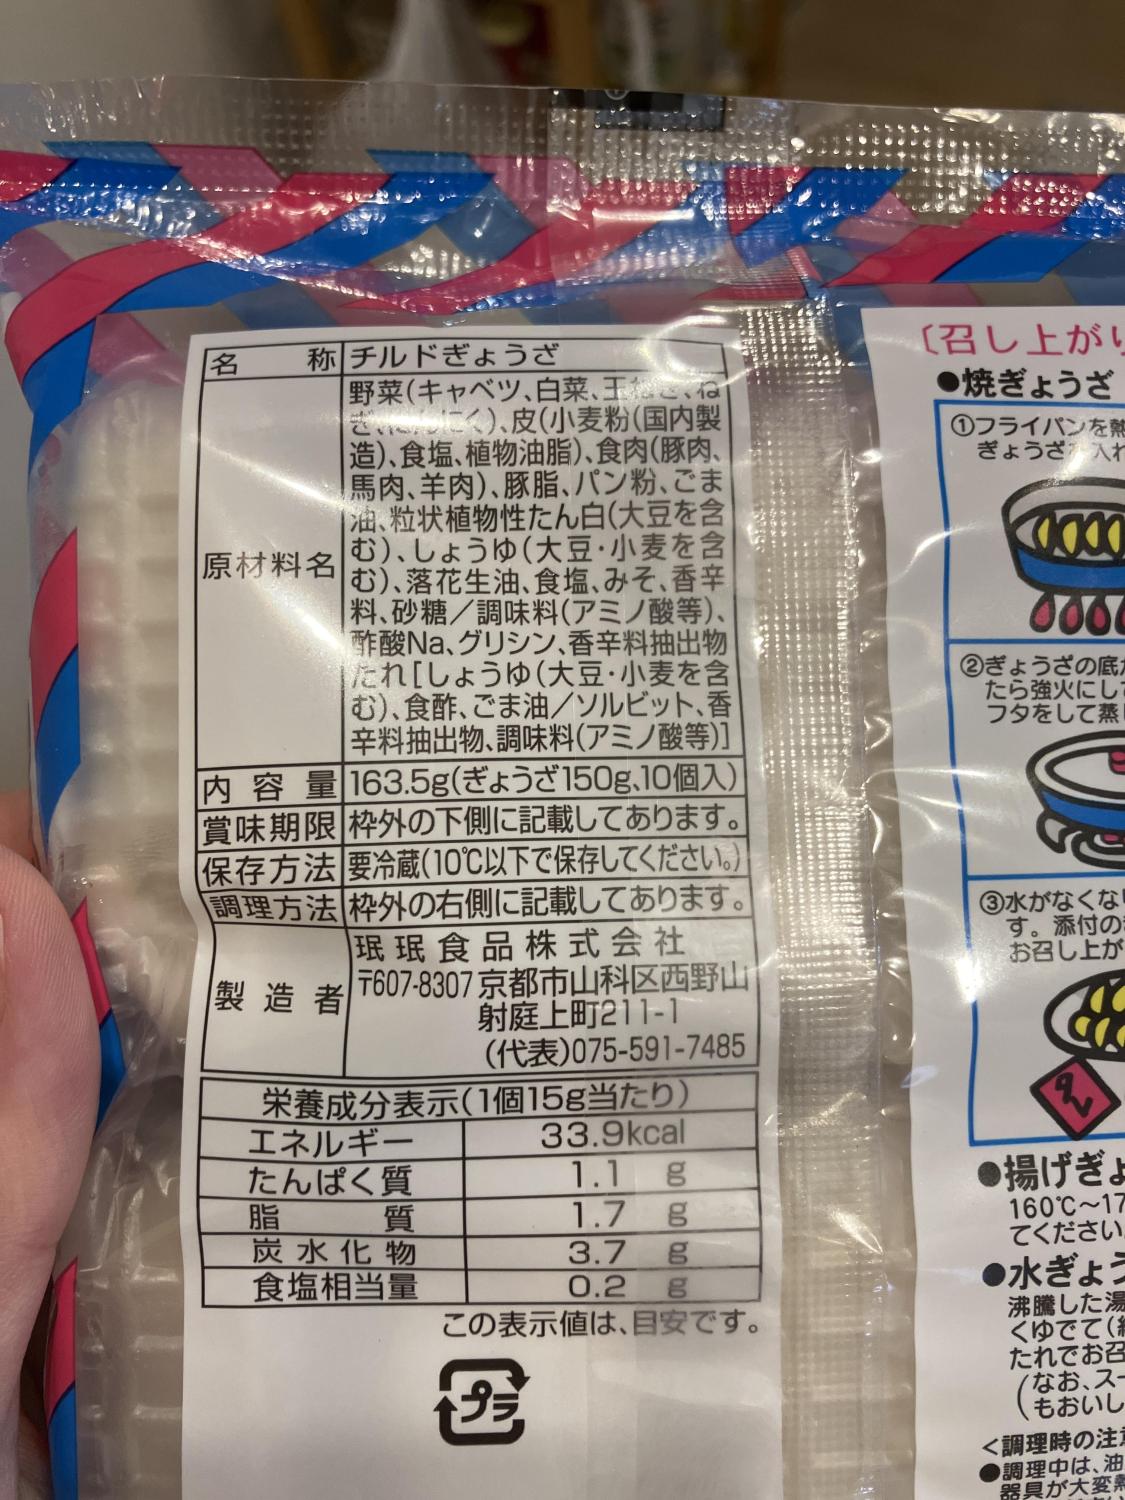 名称 チルドぎょうざ
原材料名
野菜(キャベツ、白菜、玉ねぎ、ね
ぎ、にんにく)、皮(小麦粉(国内製
造)、食塩、植物油脂)、食肉(豚肉、
馬肉、羊肉)、豚脂、パン粉、ごま
油、粒状植物性たん白(大豆を含
む)、しょうゆ(大豆・小麦を含
む)、落花生油、食塩、みそ、香辛
料、砂糖/調味料(アミノ酸等)、
酢酸Na、グリシン、香辛料抽出物
たれ[しょうゆ(大豆・小麦を含
む)、食酢、ごま油/ソルビット、香
辛料抽出物、調味料(アミノ酸等)]
内容量 163.5g(ぎょうざ150g、10個入)
賞味期限 枠外の下側に記載してあります。
保存方法 要冷蔵(10℃以下で保存してください。)
調理方法 枠外の右側に記載してあります。
製造者
珉珉食品株式会社
〒607-8307 京都市山科区西野山
射庭上町211-1
(代表)075-591-7485
栄養成分表示(1個15g当たり)
エネルギー 33.9kcal
たんぱく質 1.1 g
脂質 1.7 g
炭水化物 3.7 g
食塩相当量 0.2 g
この表示値は、目安です。
プラ
〔召し上がり
●焼ぎょうざ
①フライパンを熱
ぎょうざを入れ
②ぎょうざの底が
たら強火にして
フタをして蒸し
③水がなくな
す。添付の
お召し上が
タレ
●揚げぎょ
160℃〜17
てください
●水ぎょう
沸騰した湯
くゆでて(
たれでお召
(なお、スー
もおいし
<調理時の注意
●調理中は、油
器具が大変熱